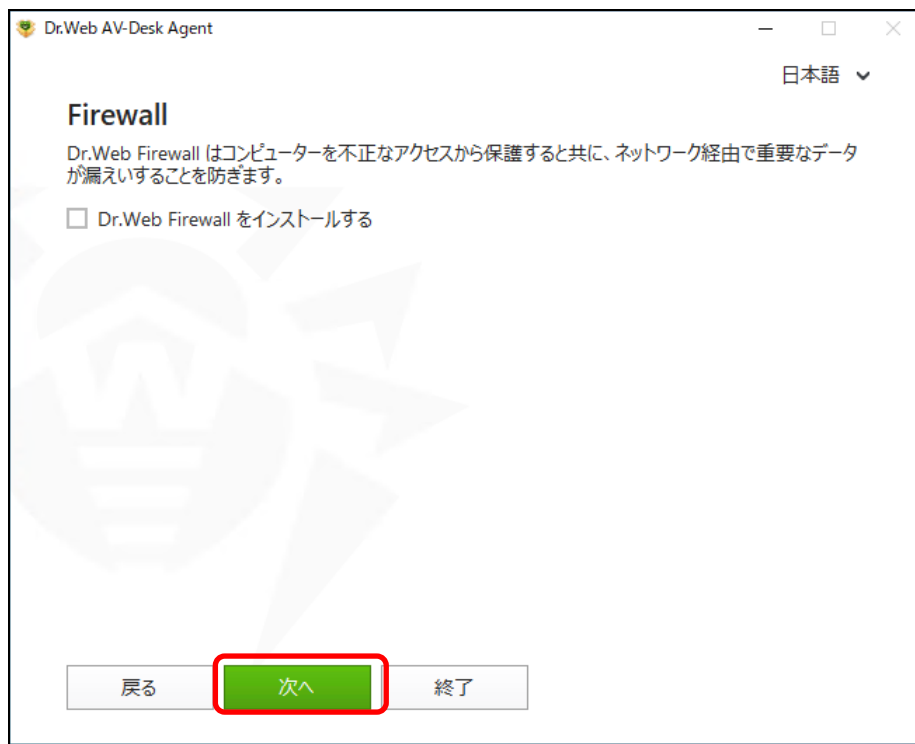 Dr.Web AV-Desk Agent
日本語
Firewall
Dr.Web Firewall はコンピューターを不正なアクセスから保護すると共に、ネットワーク経由で重要なデータ
が漏えいすることを防ぎます。
Dr.Web Firewall をインストールする
戻る 次へ 終了